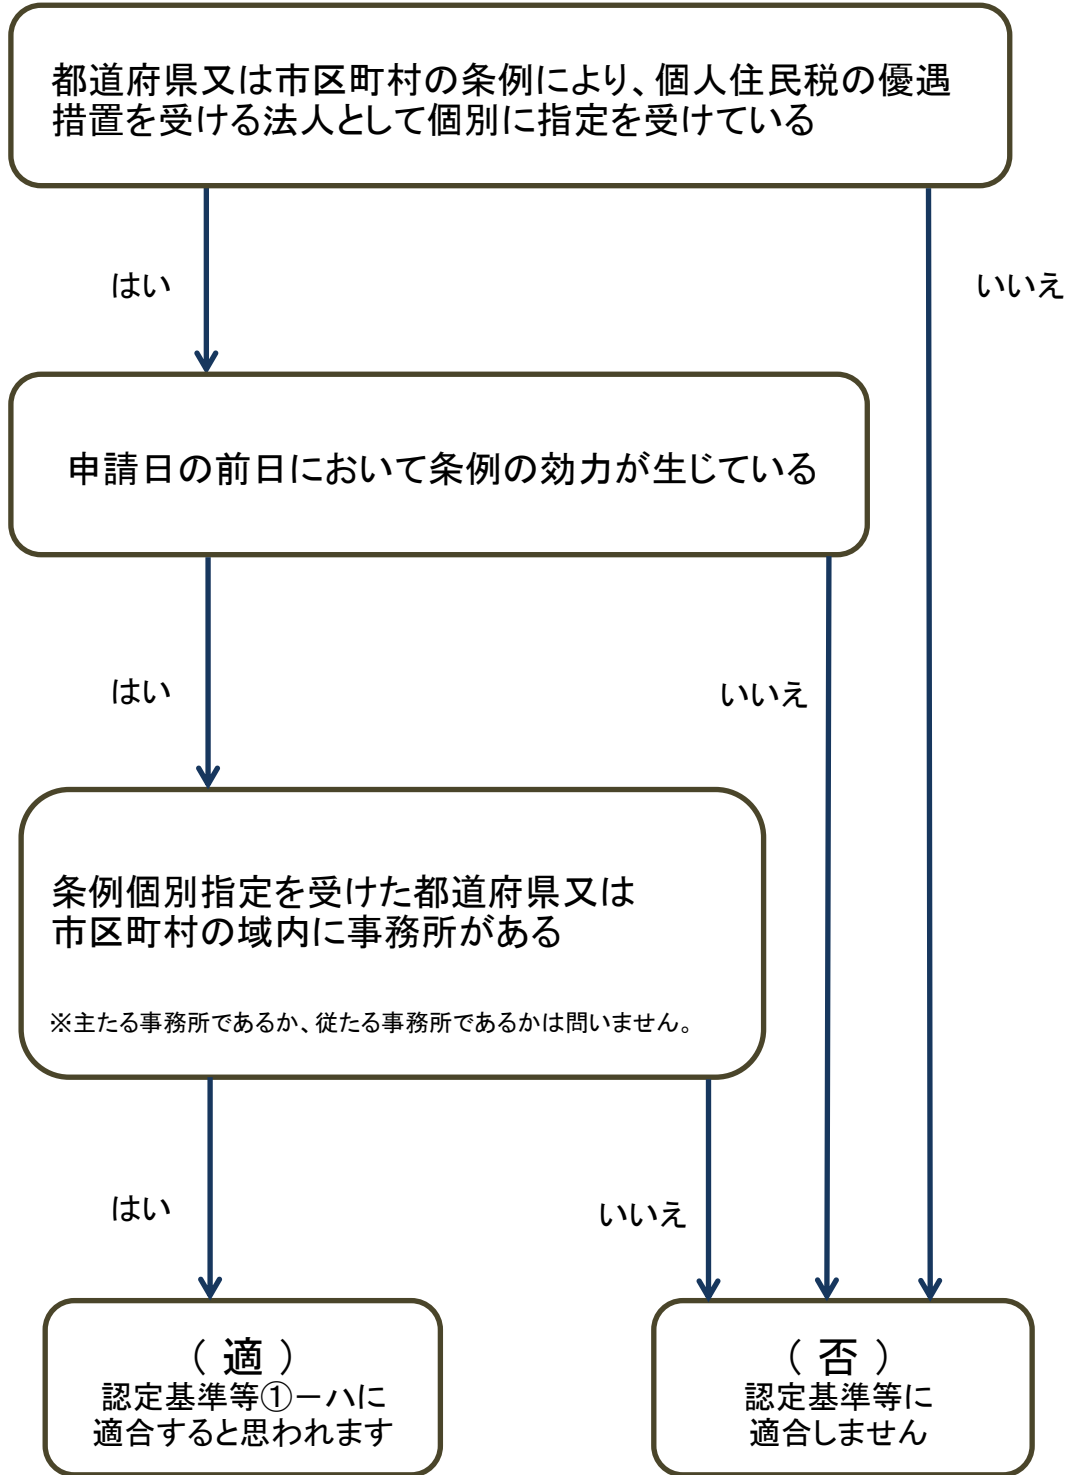 都道府県又は市区町村の条例により、個人住民税の優遇
措置を受ける法人として個別に指定を受けている
はい
いいえ
申請日の前日において条例の効力が生じている
はい
いいえ
条例個別指定を受けた都道府県又は
市区町村の域内に事務所がある
※主たる事務所であるか、従たる事務所であるかは問いません。
はい
いいえ
（ 適 ）
認定基準等①ーハに
適合すると思われます
（ 否 ）
認定基準等に
適合しません